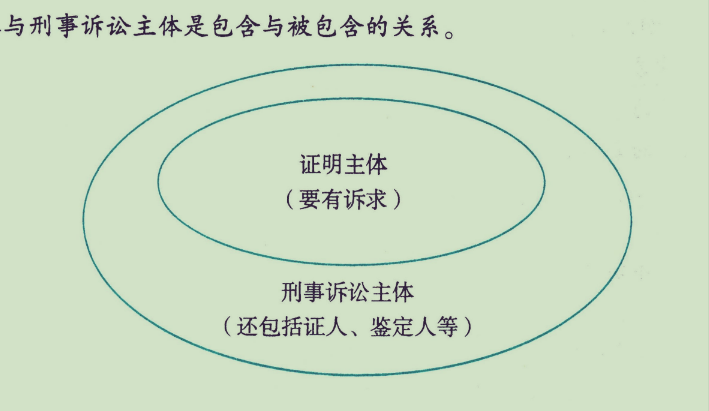 与刑事诉讼主体是包含与被包含的关系。
证明主体
（要有诉求）
刑事诉讼主体
（还包括证人、鉴定人等）